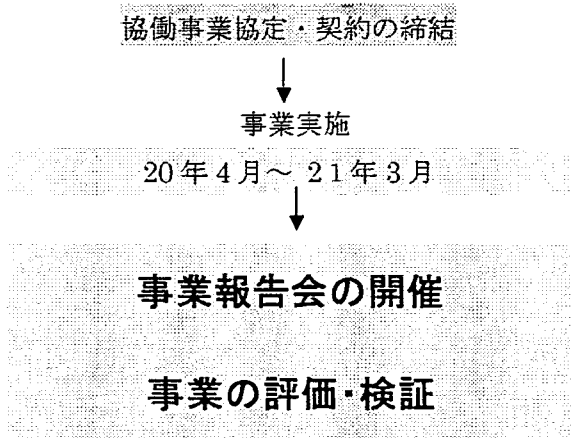 協働事業協定・契約の締結
事業実施
20年4月～ 21年3月
事業報告会の開催
事業の評価・検証